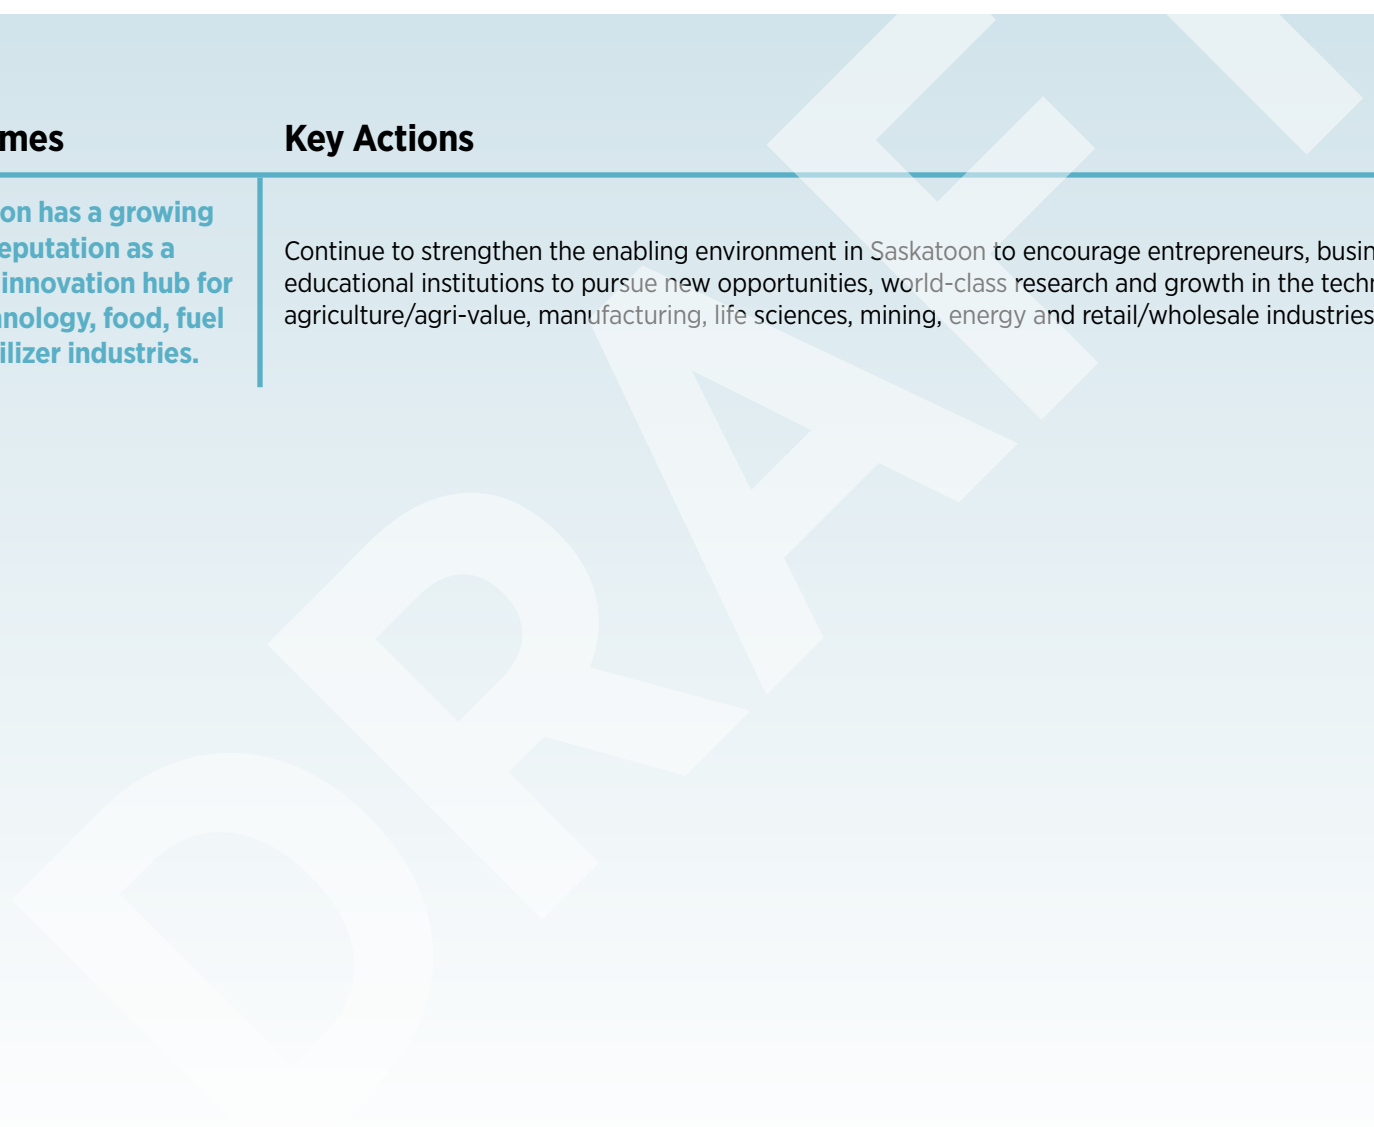 mes
Key Actions
on has a growing
eputation as a
innovation hub for
nology, food, fuel
ilizer industries.
Continue to strengthen the enabling environment in Saskatoon to encourage entrepreneurs, busin
educational institutions to pursue new opportunities, world-class research and growth in the techn
agriculture/agri-value, manufacturing, life sciences, mining, energy and retail/wholesale industries
DRAFT